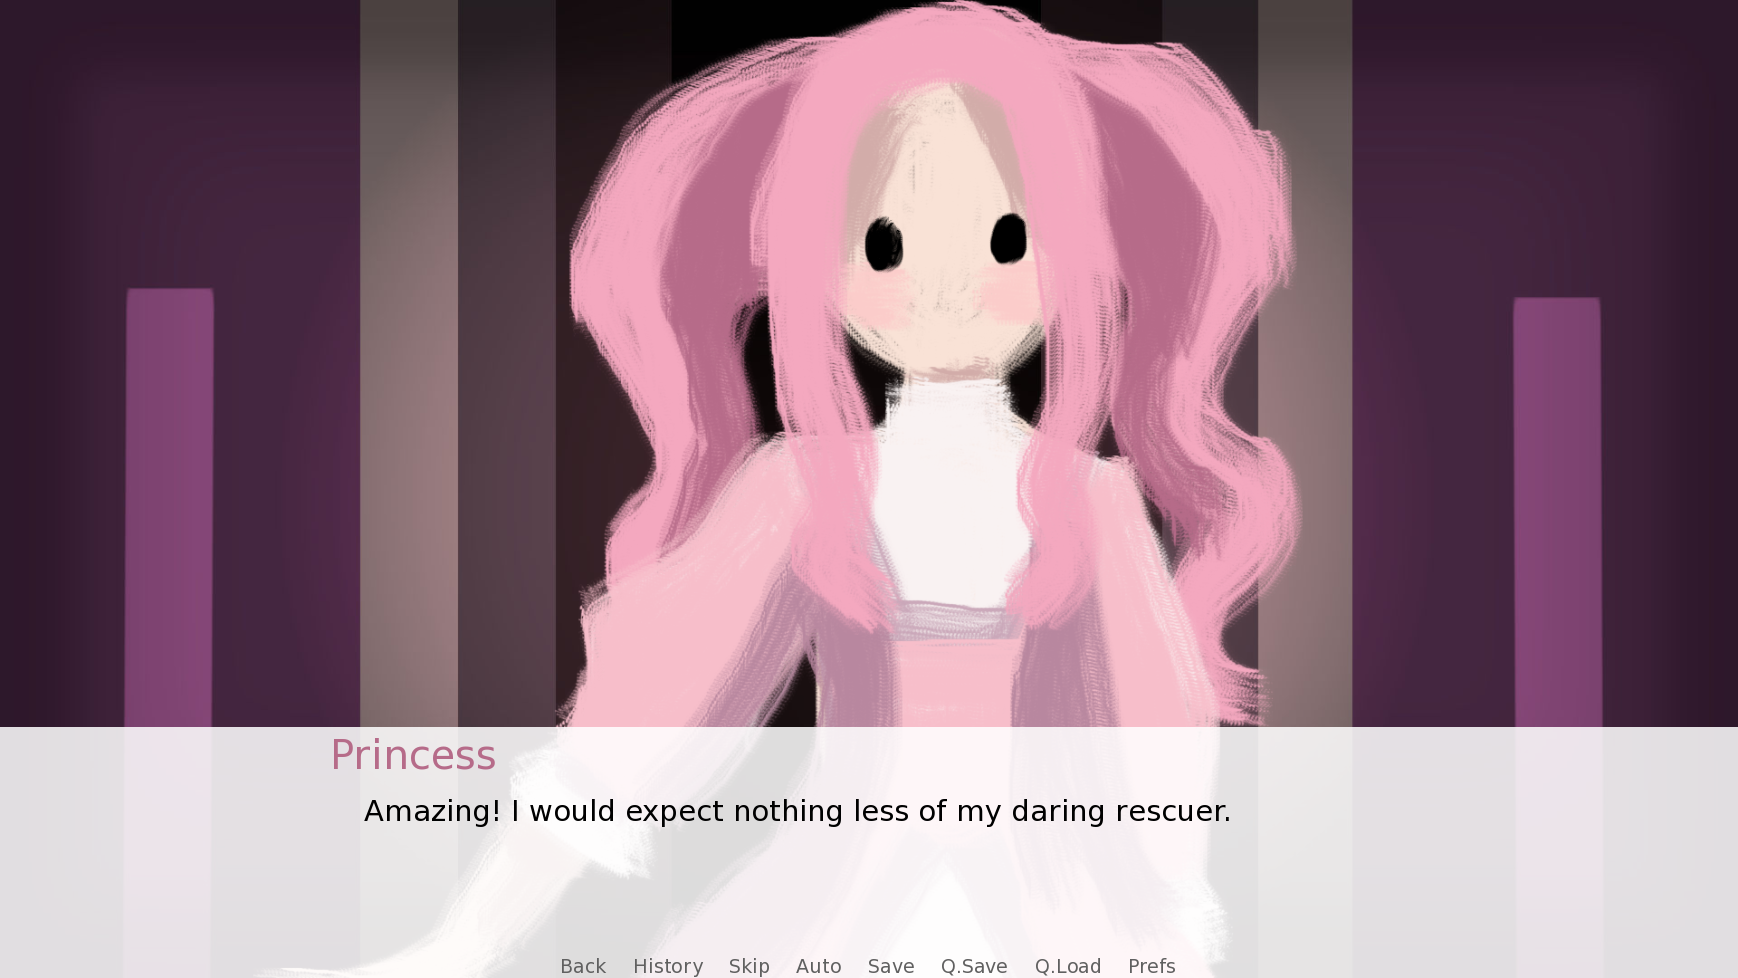 Princess
Amazing! I would expect nothing less of my daring rescuer.
Back History Skip Auto Save Q.Save Q.Load Prefs